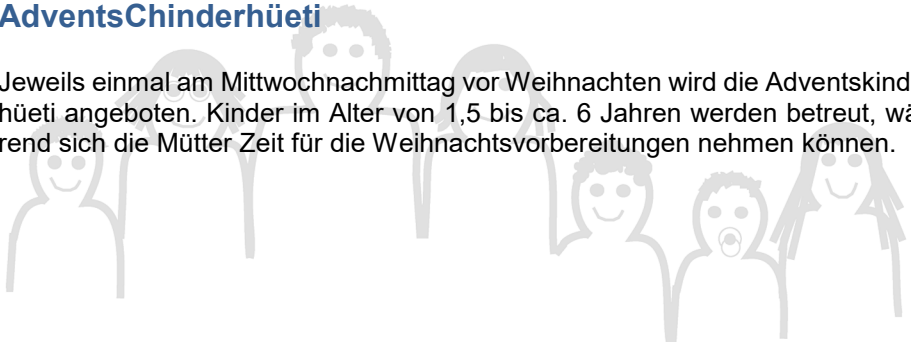 AdventsChinderhüeti
Jeweils einmal am Mittwochnachmittag vor Weihnachten wird die Adventskind
hüeti angeboten. Kinder im Alter von 1,5 bis ca. 6 Jahren werden betreut, wä
rend sich die Mütter Zeit für die Weihnachtsvorbereitungen nehmen können.